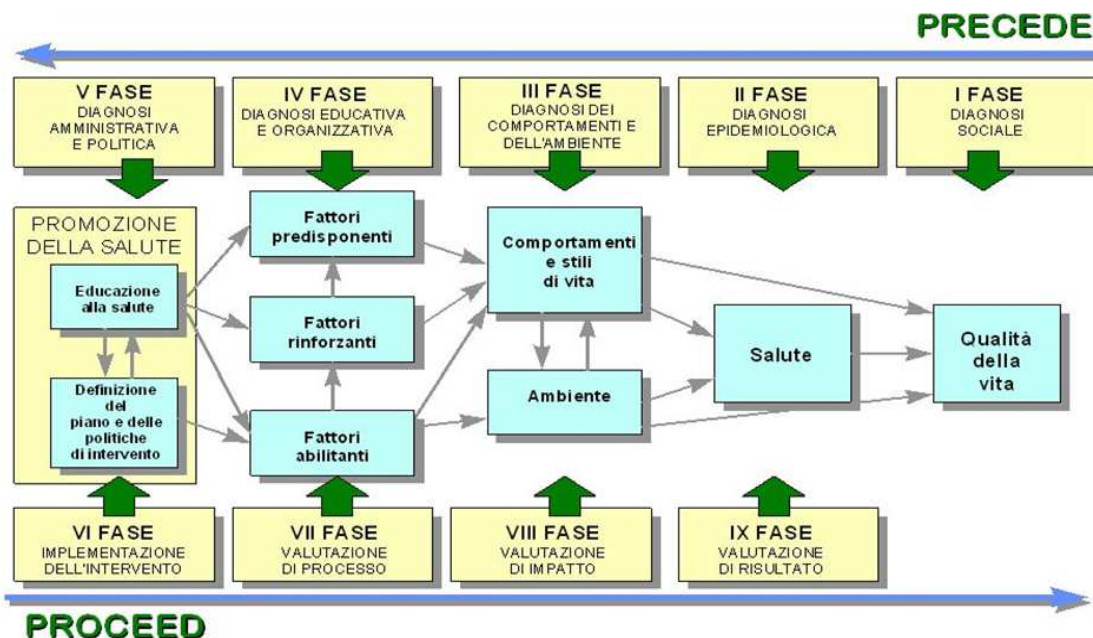 PRECEDE
V FASE
DIAGNOSI
AMMINISTRATIVA
E POLITICA
IV FASE
DIAGNOSI EDUCATIVA
E ORGANIZZATIVA
III FASE
DIAGNOSI DEI
COMPORTAMENTI E
DELL'AMBIENTE
II FASE
DIAGNOSI
EPIDEMIOLOGICA
I FASE
DIAGNOSI
SOCIALE
PROMOZIONE
DELLA SALUTE
Educazione
alla salute
Definizione
del
piano e delle
politiche
di intervento
Fattori
predisponenti
Fattori
rinforzanti
Fattori
abilitanti
Comportamenti
e stili
di vita
Ambiente
Salute
Qualità
della
vita
VI FASE
IMPLEMENTAZIONE
DELL'INTERVENTO
VII FASE
VALUTAZIONE
DI PROCESSO
VIII FASE
VALUTAZIONE
DI IMPATTO
IX FASE
VALUTAZIONE
DI RISULTATO
PROCEED